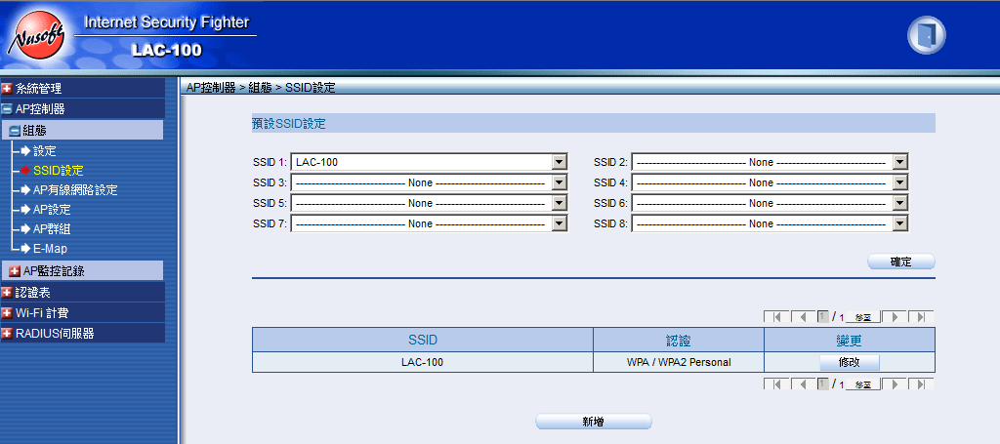 Nusoft
Internet Security Fighter
LAC-100
系統管理
AP控制器
組態
設定
SSID設定
AP有線網路設定
AP設定
AP群組
E-Map
AP監控記錄
認證表
Wi-Fi 計費
RADIUS伺服器
AP控制器 > 組態 > SSID設定
預設SSID設定
SSID 1: LAC-100 SSID 2: ---------------------------- None ----------------------------
SSID 3: ---------------------------- None ---------------------------- SSID 4: ---------------------------- None ----------------------------
SSID 5: ---------------------------- None ---------------------------- SSID 6: ---------------------------- None ----------------------------
SSID 7: ---------------------------- None ---------------------------- SSID 8: ---------------------------- None ----------------------------
確定
1 / 1 移至
SSID 認證 變更
LAC-100 WPA / WPA2 Personal 修改
1 / 1 移至
新增